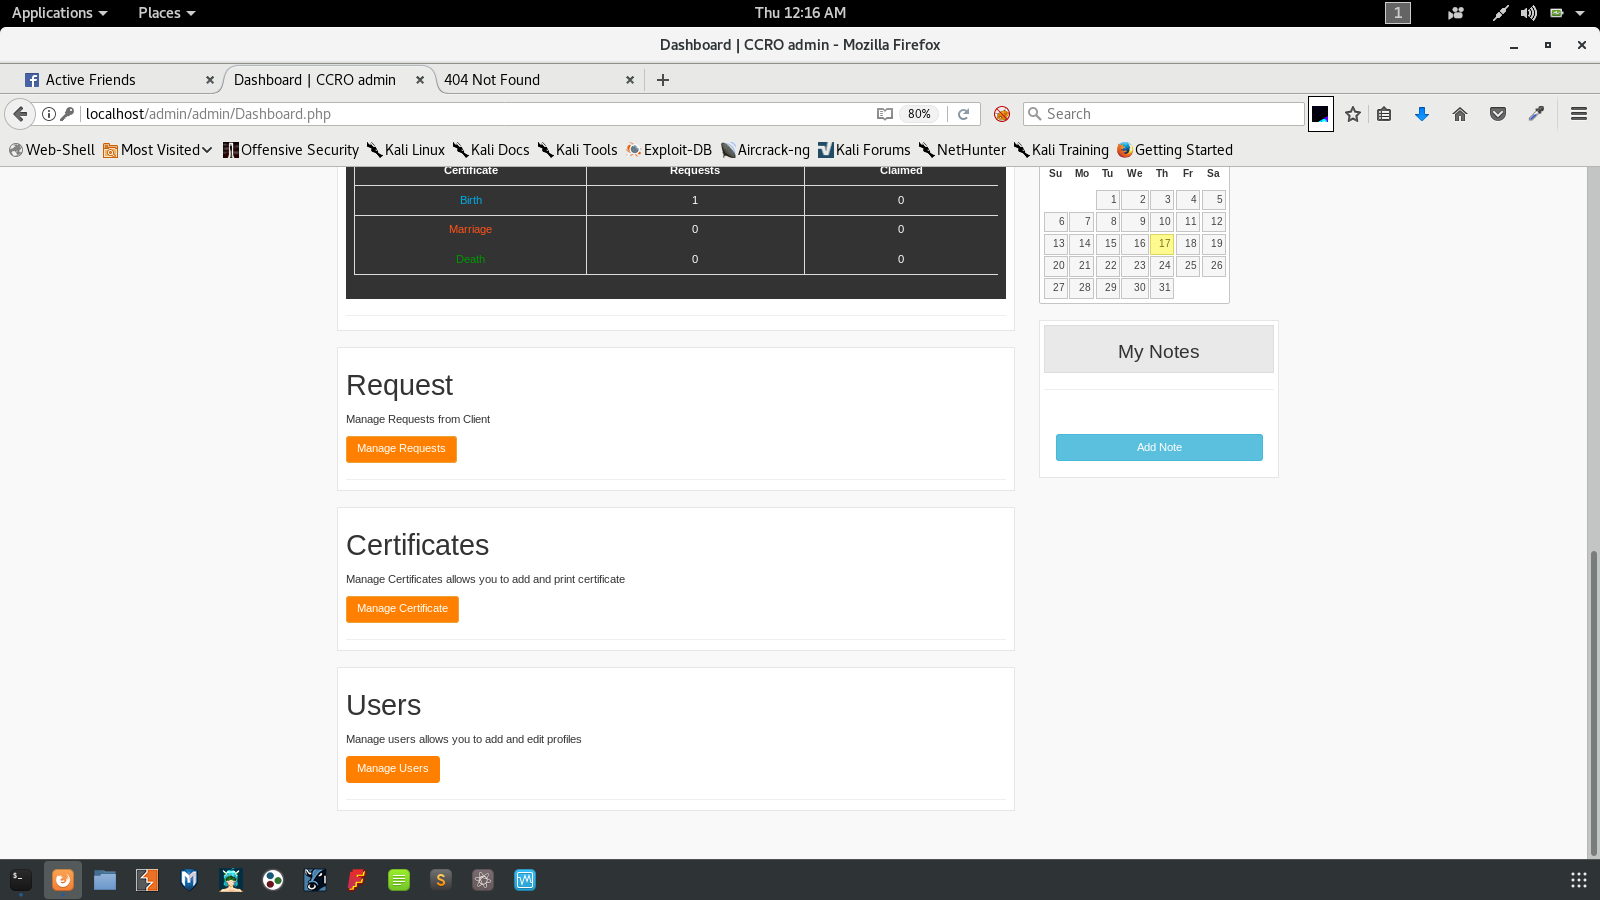 Applications Places Thu 12:16 AM 1
Dashboard | CCRO admin - Mozilla Firefox
Active Friends Dashboard | CCRO admin 404 Not Found
localhost/admin/admin/Dashboard.php 80% Search
Web-Shell Most Visited Offensive Security Kali Linux Kali Docs Kali Tools Exploit-DB Aircrack-ng Kali Forums NetHunter Kali Training Getting Started
Certificate Requests Claimed
Birth 1 0
Marriage 0 0
Death 0 0
Su Mo Tu We Th Fr Sa
1 2 3 4 5
6 7 8 9 10 11 12
13 14 15 16 17 18 19
20 21 22 23 24 25 26
27 28 29 30 31
My Notes
Add Note
Request
Manage Requests from Client
Manage Requests
Certificates
Manage Certificates allows you to add and print certificate
Manage Certificate
Users
Manage users allows you to add and edit profiles
Manage Users